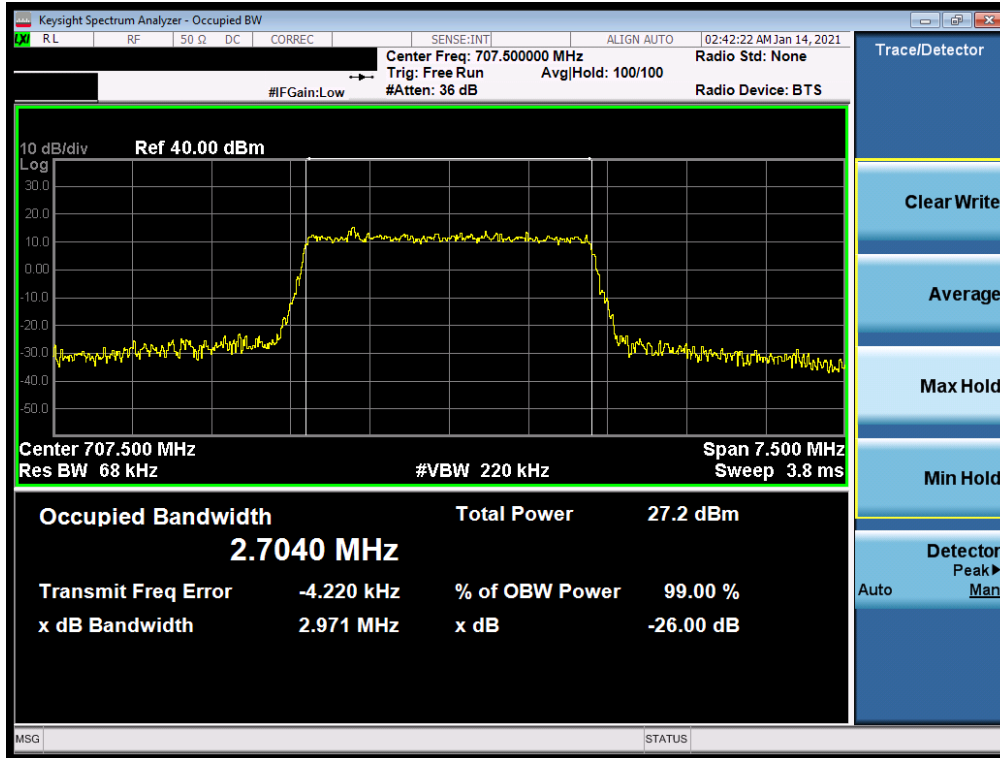 Keysight Spectrum Analyzer - Occupied BW
LXI RL RF 50 Ω DC CORREC SENSE:INT ALIGN AUTO 02:42:22 AM Jan 14, 2021
Center Freq: 707.500000 MHz Radio Std: None
Trig: Free Run Avg|Hold: 100/100
#IFGain:Low #Atten: 36 dB Radio Device: BTS
10 dB/div Ref 40.00 dBm
Log
30.0
20.0
10.0
0.00
-10.0
-20.0
-30.0
-40.0
-50.0
Center 707.500 MHz Span 7.500 MHz
Res BW 68 kHz #VBW 220 kHz Sweep 3.8 ms
Occupied Bandwidth Total Power 27.2 dBm
2.7040 MHz
Transmit Freq Error -4.220 kHz % of OBW Power 99.00 %
x dB Bandwidth 2.971 MHz x dB -26.00 dB
MSG STATUS
Trace/Detector
Clear Write
Average
Max Hold
Min Hold
Detector
Peak▶
Auto Man